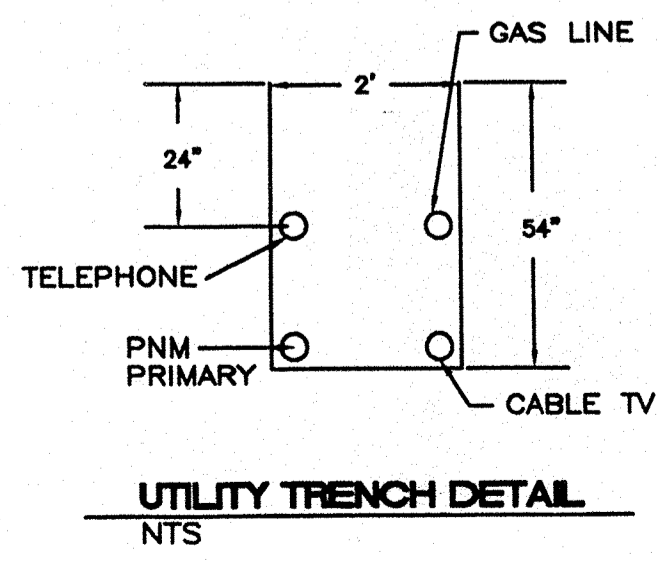 GAS LINE
2'
24"
54"
TELEPHONE
PNM
PRIMARY
CABLE TV
UTILITY TRENCH DETAIL
NTS